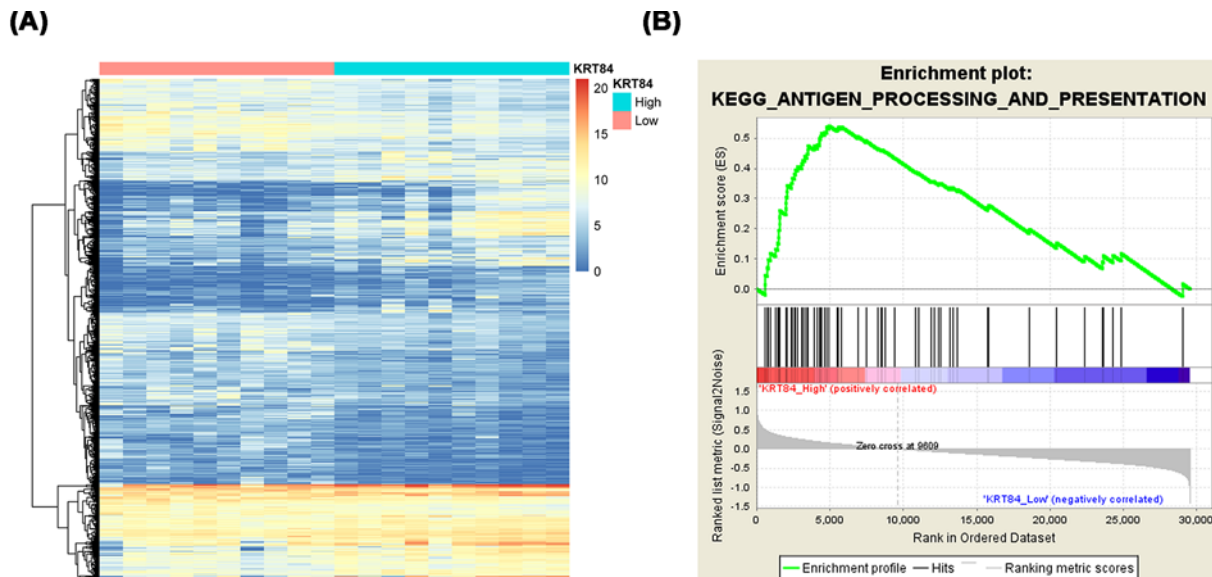 (A)
KRT84
KRT84
High
Low
20
15
10
5
0
(B)
Enrichment plot:
KEGG_ANTIGEN_PROCESSING_AND_PRESENTATION
Enrichment score (ES)
0.5
0.4
0.3
0.2
0.1
0.0
'KRT84_High' (positively correlated)
Ranked list metric (Signal2Noise)
1.5
1.0
0.5
0.0
-0.5
-1.0
-1.5
Zero cross at 9609
'KRT84_Low' (negatively correlated)
0 5,000 10,000 15,000 20,000 25,000 30,000
Rank in Ordered Dataset
Enrichment profile Hits Ranking metric scores